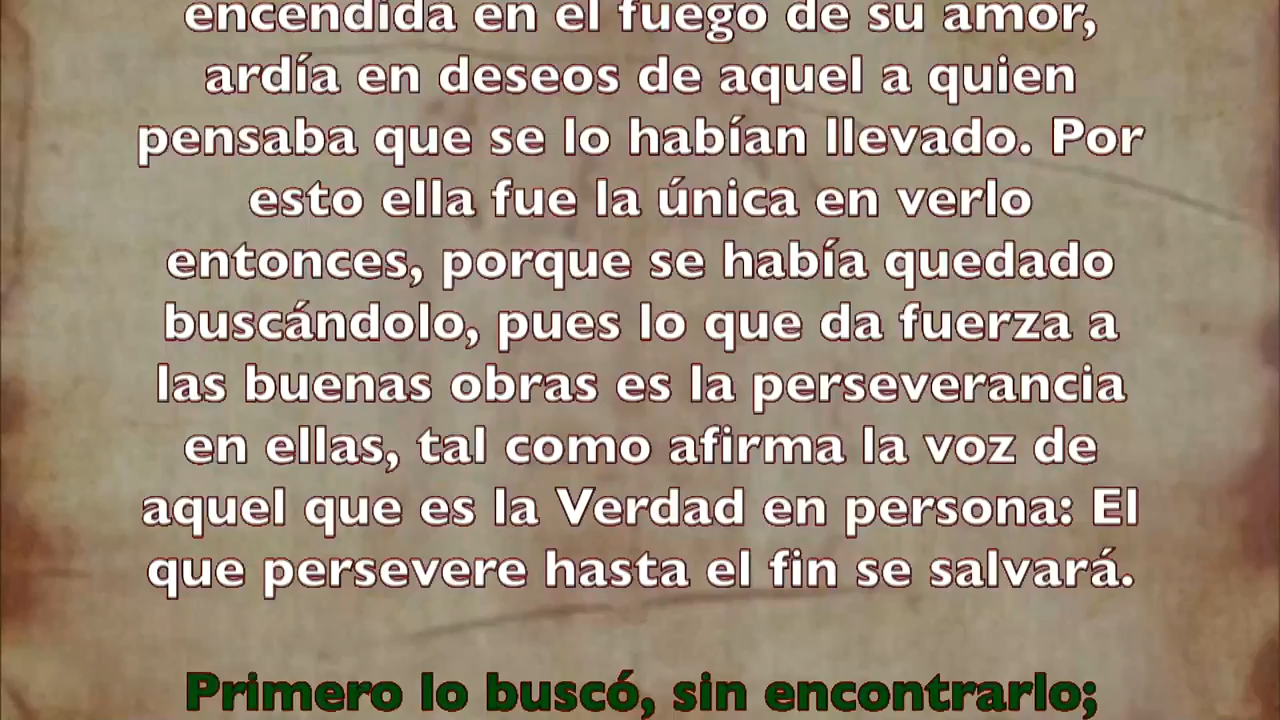 encendida en el fuego de su amor,
ardía en deseos de aquel a quien
pensaba que se lo habían llevado. Por
esto ella fue la única en verlo
entonces, porque se había quedado
buscándolo, pues lo que da fuerza a
las buenas obras es la perseverancia
en ellas, tal como afirma la voz de
aquel que es la Verdad en persona: El
que persevere hasta el fin se salvará.
Primero lo buscó, sin encontrarlo;